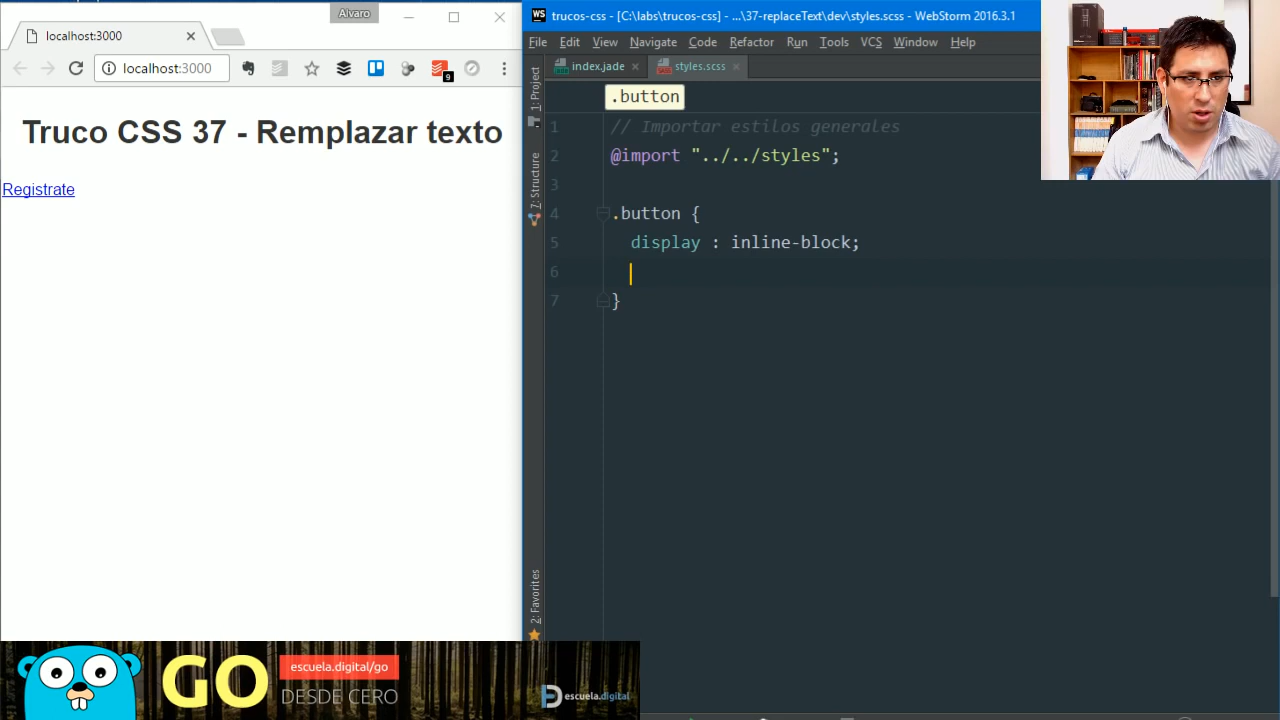 Alvaro
localhost:3000
localhost:3000
9
Truco CSS 37 - Remplazar texto
Registrate
WS
trucos-css - [C:\labs\trucos-css] - ...\37-replaceText\dev\styles.scss - WebStorm 2016.3.1
File Edit View Navigate Code Refactor Run Tools VCS Window Help
index.jade
styles.scss
1: Project
7: Structure
2: Favorites
.button
1 // Importar estilos generales
2 @import "../../styles";
3
4 .button {
5 display : inline-block;
6
7 }
GO
escuela.digital/go
DESDE CERO
escuela.digital